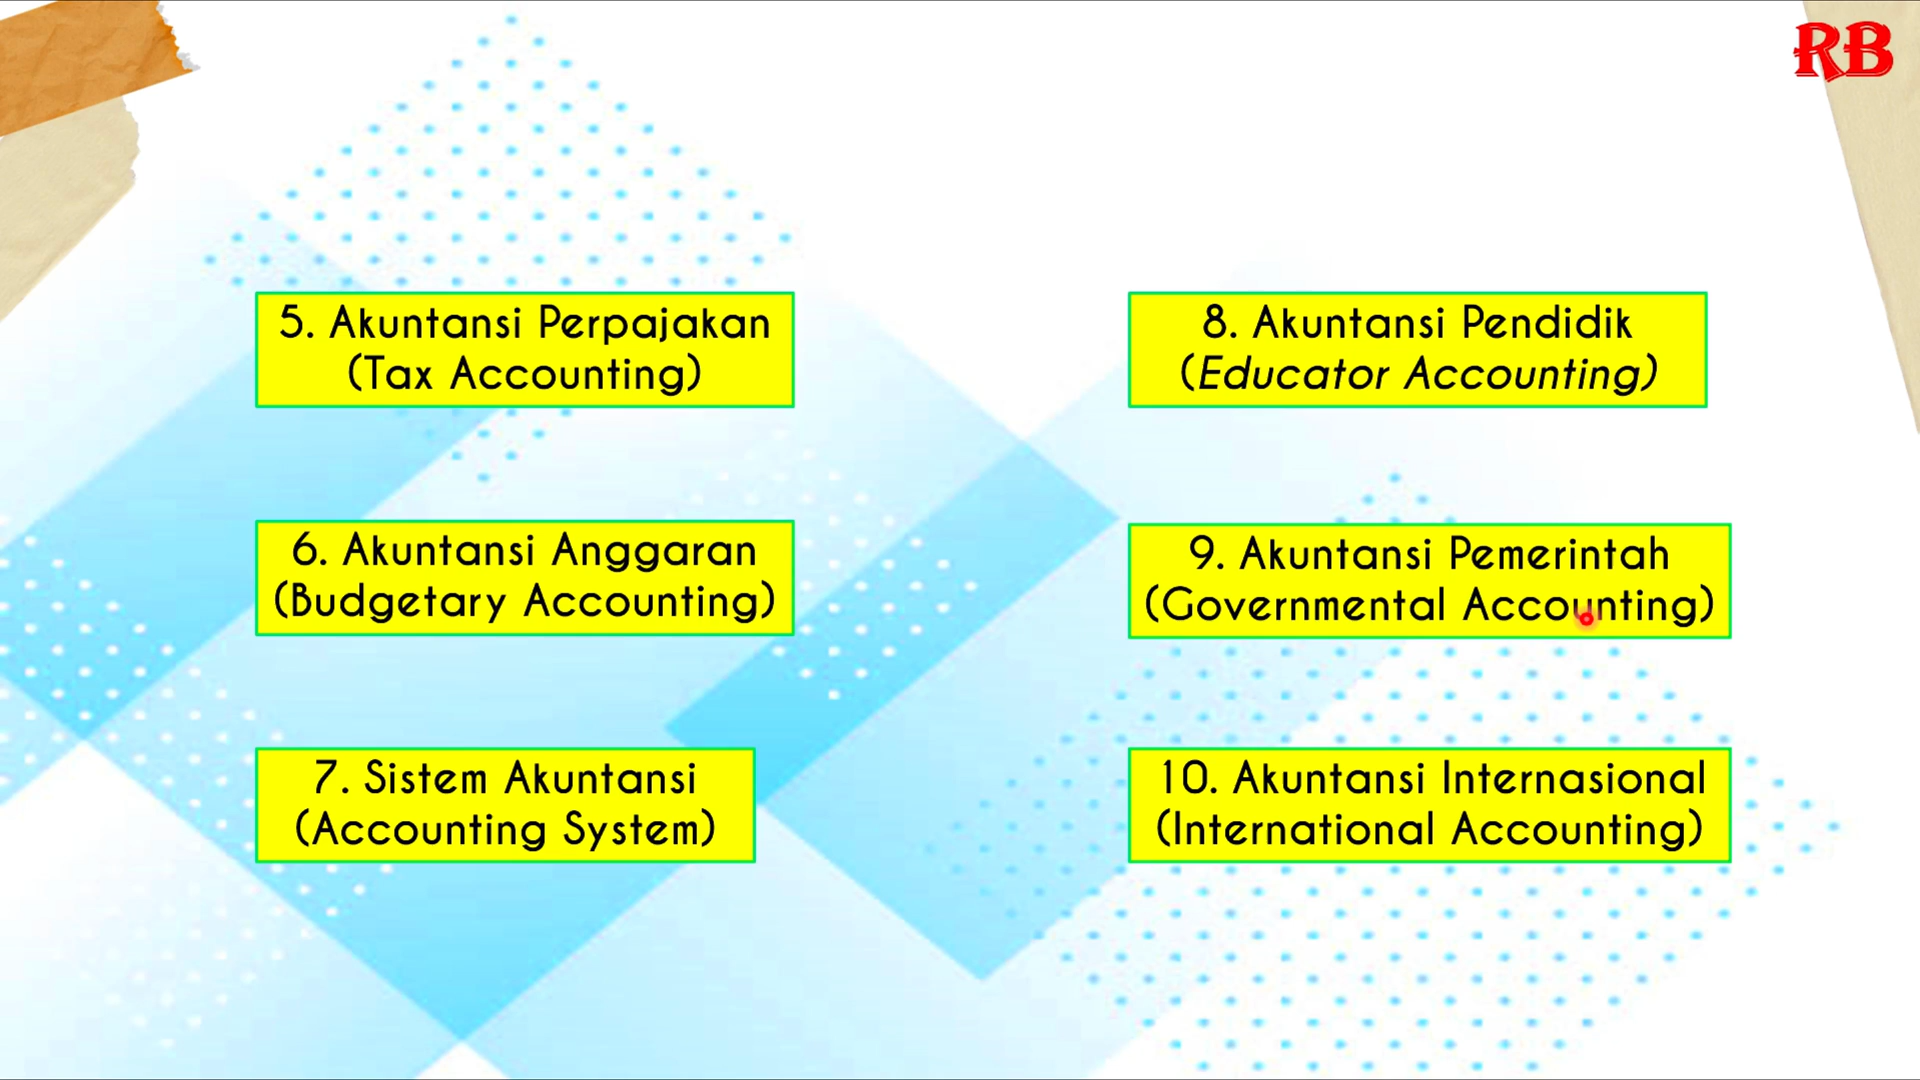 RB
5. Akuntansi Perpajakan
(Tax Accounting)
6. Akuntansi Anggaran
(Budgetary Accounting)
7. Sistem Akuntansi
(Accounting System)
8. Akuntansi Pendidik
(Educator Accounting)
9. Akuntansi Pemerintah
(Governmental Accounting)
10. Akuntansi Internasional
(International Accounting)